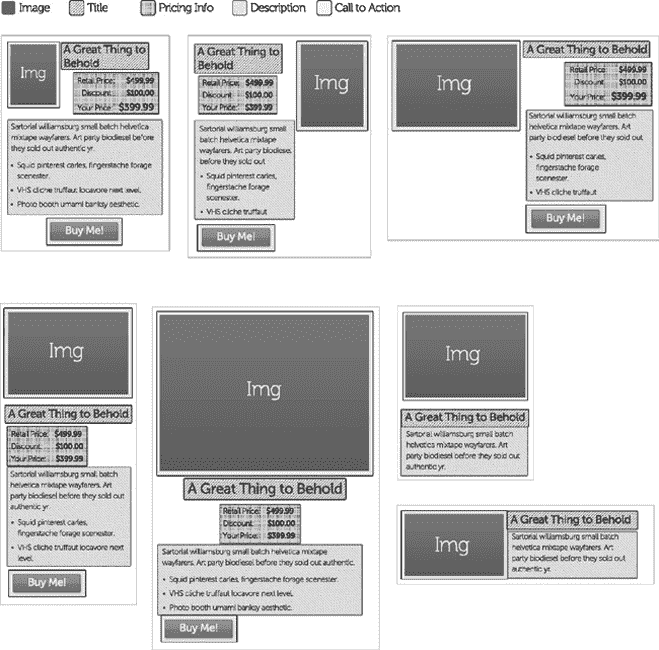 Image Title Pricing Info Description Call to Action
Img
A Great Thing to
Behold
Retail Price: $499.99
Discount: $100.00
Your Price: $399.99
Sartorial williamsburg small batch helvetica
mixtape wayfarers. Art party biodiesel before
they sold out authentic yr.
• Squid pinterest carles, fingerstache forage
scenester.
• VHS cliche truffaut locavore next level.
• Photo booth umami banksy aesthetic.
Buy Me!
A Great Thing to
Behold
Retail Price: $499.99
Discount: $100.00
Your Price: $399.99
Img
Sartorial williamsburg small
batch helvetica mixtape
wayfarers. Art party biodiesel
before they sold out
• Squid pinterest carles,
fingerstache forage
scenester.
• VHS cliche truffaut
Buy Me!
Img
A Great Thing to Behold
Retail Price: $499.99
Discount: $100.00
Your Price: $399.99
Sartorial williamsburg small batch
helvetica mixtape wayfarers. Art
party biodiesel before they sold out
• Squid pinterest carles,
fingerstache forage
scenester.
• VHS cliche truffaut
Buy Me!
Img
A Great Thing to Behold
Retail Price: $499.99
Discount: $100.00
Your Price: $399.99
Sartorial williamsburg small batch
helvetica mixtape wayfarers. Art
party biodiesel before they sold out
authentic yr.
• Squid pinterest carles,
fingerstache forage scenester.
• VHS cliche truffaut locavore next
level.
Buy Me!
Img
A Great Thing to Behold
Retail Price: $499.99
Discount: $100.00
Your Price: $399.99
Sartorial williamsburg small batch helvetica mixtape
wayfarers. Art party biodiesel before they sold out authentic.
• Squid pinterest carles, fingerstache forage scenester.
• VHS cliche truffaut locavore next level.
• Photo booth umami banksy aesthetic.
Buy Me!
Img
A Great Thing to Behold
Sartorial williamsburg small batch
helvetica mixtape wayfarers. Art
party biodiesel before they sold out
authentic yr.
Img
A Great Thing to Behold
Sartorial williamsburg small batch
helvetica mixtape wayfarers. Art
party biodiesel before they sold out
authentic yr.